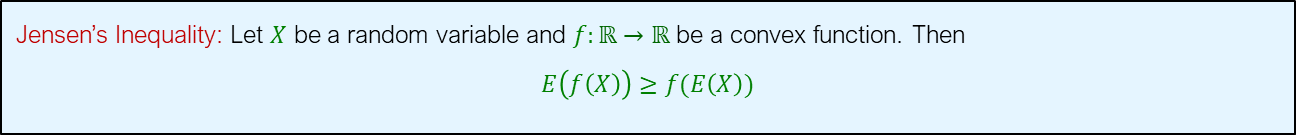 Jensen's Inequality: Let X be a random variable and f: ℝ → ℝ be a convex function. Then
E(f(X)) ≥ f(E(X))